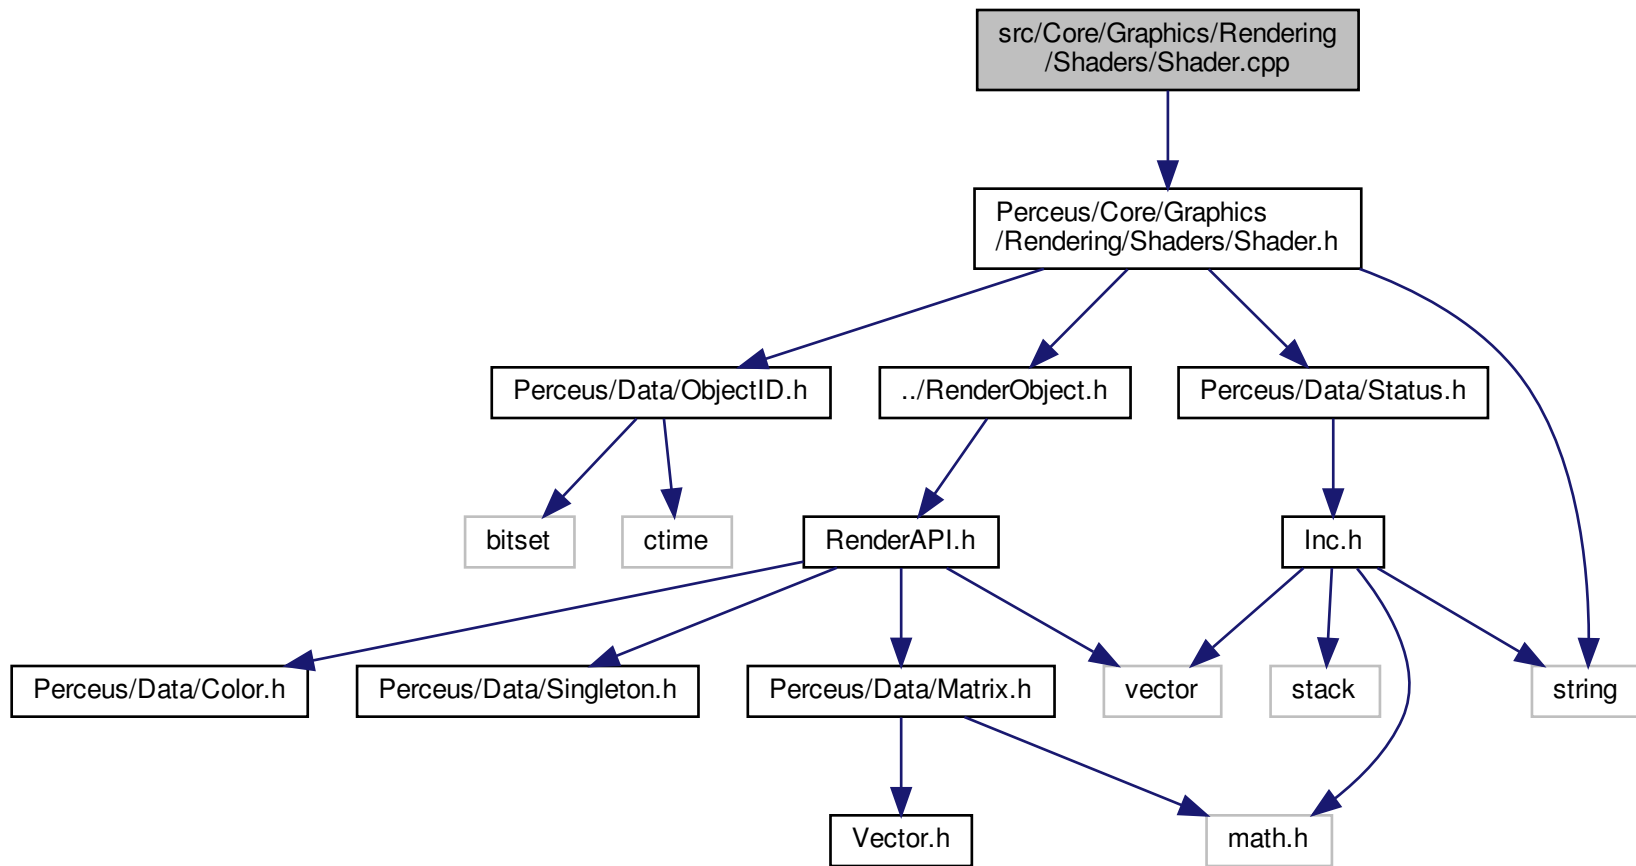 src/Core/Graphics/Rendering
/Shaders/Shader.cpp
Perceus/Core/Graphics
/Rendering/Shaders/Shader.h
Perceus/Data/ObjectID.h
../RenderObject.h
Perceus/Data/Status.h
bitset
ctime
RenderAPI.h
Inc.h
Perceus/Data/Color.h
Perceus/Data/Singleton.h
Perceus/Data/Matrix.h
vector
stack
string
Vector.h
math.h